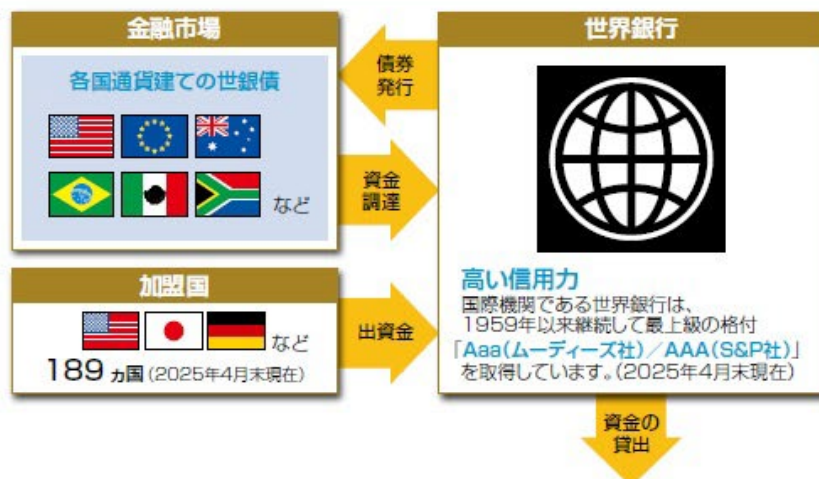 金融市場
各国通貨建ての世銀債
など
債券
発行
資金
調達
加盟国
など
189 ヵ国(2025年4月末現在)
出資金
世界銀行
高い信用力
国際機関である世界銀行は、
1959年以来継続して最上級の格付
「Aaa(ムーディーズ社)/AAA(S&P社)」
を取得しています。(2025年4月末現在)
資金の
貸出